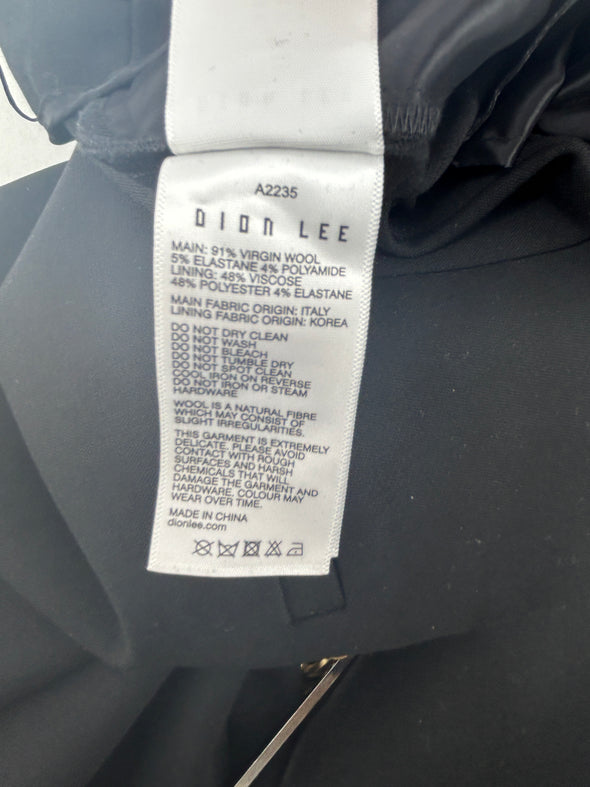 A2235
DION LEE
MAIN: 91% VIRGIN WOOL
5% ELASTANE 4% POLYAMIDE
LINING: 48% VISCOSE
48% POLYESTER 4% ELASTANE
MAIN FABRIC ORIGIN: ITALY
LINING FABRIC ORIGIN: KOREA
DO NOT DRY CLEAN
DO NOT WASH
DO NOT BLEACH
DO NOT TUMBLE DRY
DO NOT SPOT CLEAN
COOL IRON ON REVERSE
DO NOT IRON OR STEAM
HARDWARE
WOOL IS A NATURAL FIBRE
WHICH MAY CONSIST OF
SLIGHT IRREGULARITIES.
THIS GARMENT IS EXTREMELY
DELICATE. PLEASE AVOID
CONTACT WITH ROUGH
SURFACES AND HARSH
CHEMICALS THAT WILL
DAMAGE THE GARMENT AND
HARDWARE. COLOUR MAY
WEAR OVER TIME.
MADE IN CHINA
dionlee.com